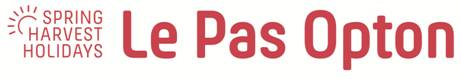 SPRING
HARVEST
HOLIDAYS
Le Pas Opton